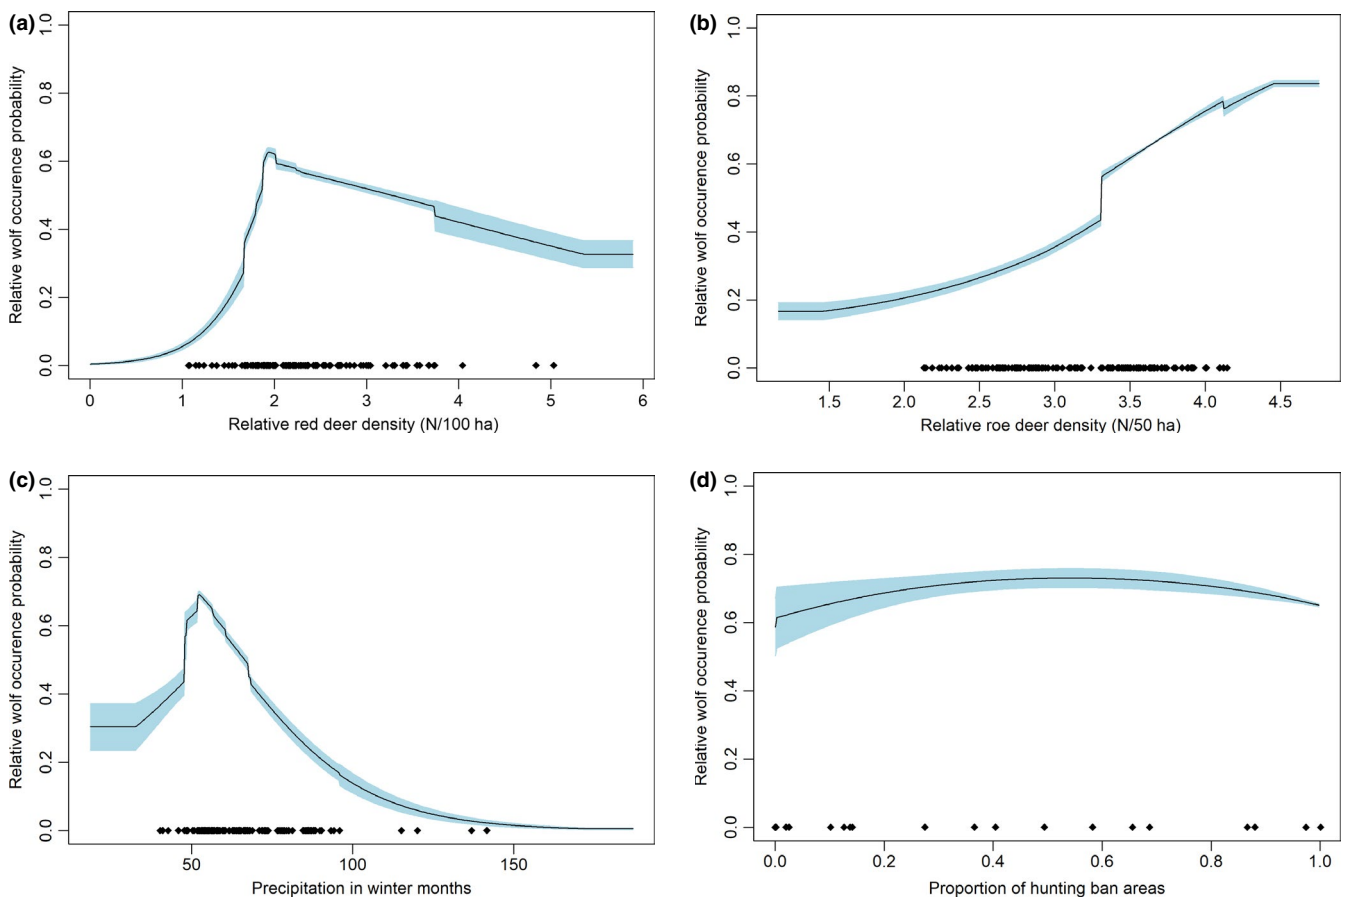 (a)
Relative wolf occurence probability
1.0
0.8
0.6
0.4
0.2
0.0
0 1 2 3 4 5 6
Relative red deer density (N/100 ha)
(b)
Relative wolf occurence probability
1.0
0.8
0.6
0.4
0.2
0.0
1.5 2.0 2.5 3.0 3.5 4.0 4.5
Relative roe deer density (N/50 ha)
(c)
Relative wolf occurence probability
1.0
0.8
0.6
0.4
0.2
0.0
50 100 150
Precipitation in winter months
(d)
Relative wolf occurence probability
1.0
0.8
0.6
0.4
0.2
0.0
0.0 0.2 0.4 0.6 0.8 1.0
Proportion of hunting ban areas